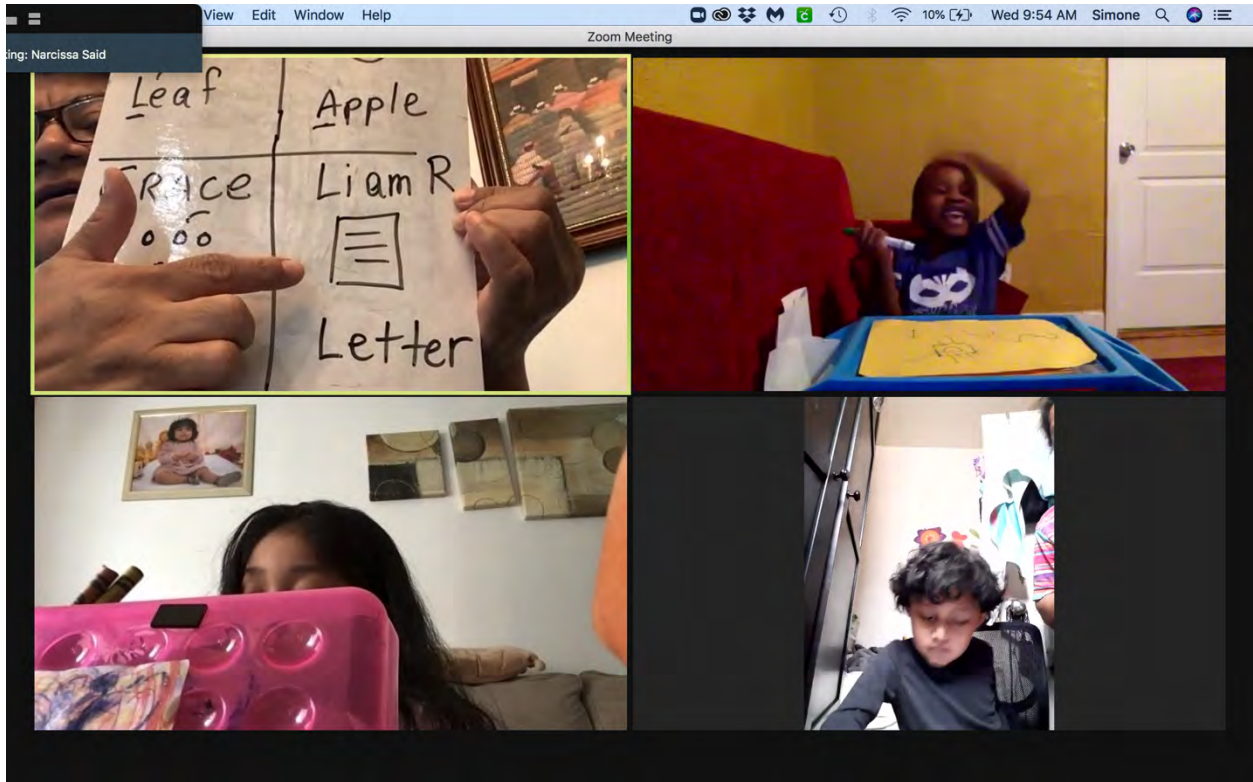 View Edit Window Help
10% Wed 9:54 AM Simone
Zoom Meeting
king: Narcissa Said
Leaf
Apple
TRACE
Liam R
Letter